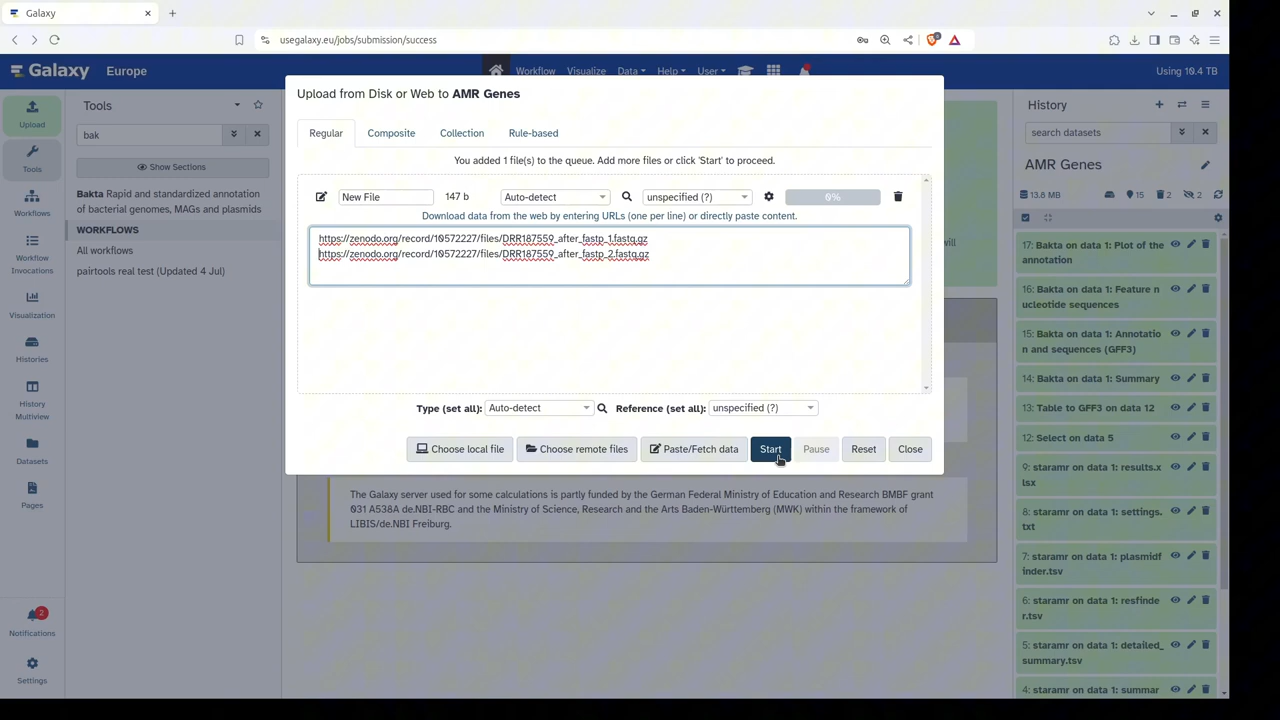 Galaxy
usegalaxy.eu/jobs/submission/success
Galaxy Europe Workflow Visualize Data Help User Using 10.4 TB
Upload
Tools
Workflows
Workflow
Invocations
Visualization
Histories
History
Multiview
Datasets
Pages
2
Notifications
Settings
Tools
bak
Show Sections
Bakta Rapid and standardized annotation
of bacterial genomes, MAGs and plasmids
WORKFLOWS
All workflows
pairtools real test (Updated 4 Jul)
Upload from Disk or Web to AMR Genes
Regular Composite Collection Rule-based
You added 1 file(s) to the queue. Add more files or click 'Start' to proceed.
New File 147 b Auto-detect unspecified (?) 0%
Download data from the web by entering URLs (one per line) or directly paste content.
https://zenodo.org/record/10572227/files/DRR187559_after_fastp_1.fastq.gz
https://zenodo.org/record/10572227/files/DRR187559_after_fastp_2.fastq.gz
Type (set all): Auto-detect Reference (set all): unspecified (?)
Choose local file Choose remote files Paste/Fetch data Start Pause Reset Close
will
The Galaxy server used for some calculations is partly funded by the German Federal Ministry of Education and Research BMBF grant
031 A538A de.NBI-RBC and the Ministry of Science, Research and the Arts Baden-Württemberg (MWK) within the framework of
LIBIS/de.NBI Freiburg.
History
search datasets
AMR Genes
13.6 MB 15 2 2
17: Bakta on data 1: Plot of the
annotation
16: Bakta on data 1: Feature n
ucleotide sequences
15: Bakta on data 1: Annotatio
n and sequences (GFF3)
14: Bakta on data 1: Summary
13: Table to GFF3 on data 12
12: Select on data 5
9: staramr on data 1: results.x
lsx
8: staramr on data 1: settings.
txt
7: staramr on data 1: plasmidf
inder.tsv
6: staramr on data 1: resfinde
r.tsv
5: staramr on data 1: detailed_
summary.tsv
4: staramr on data 1: summar